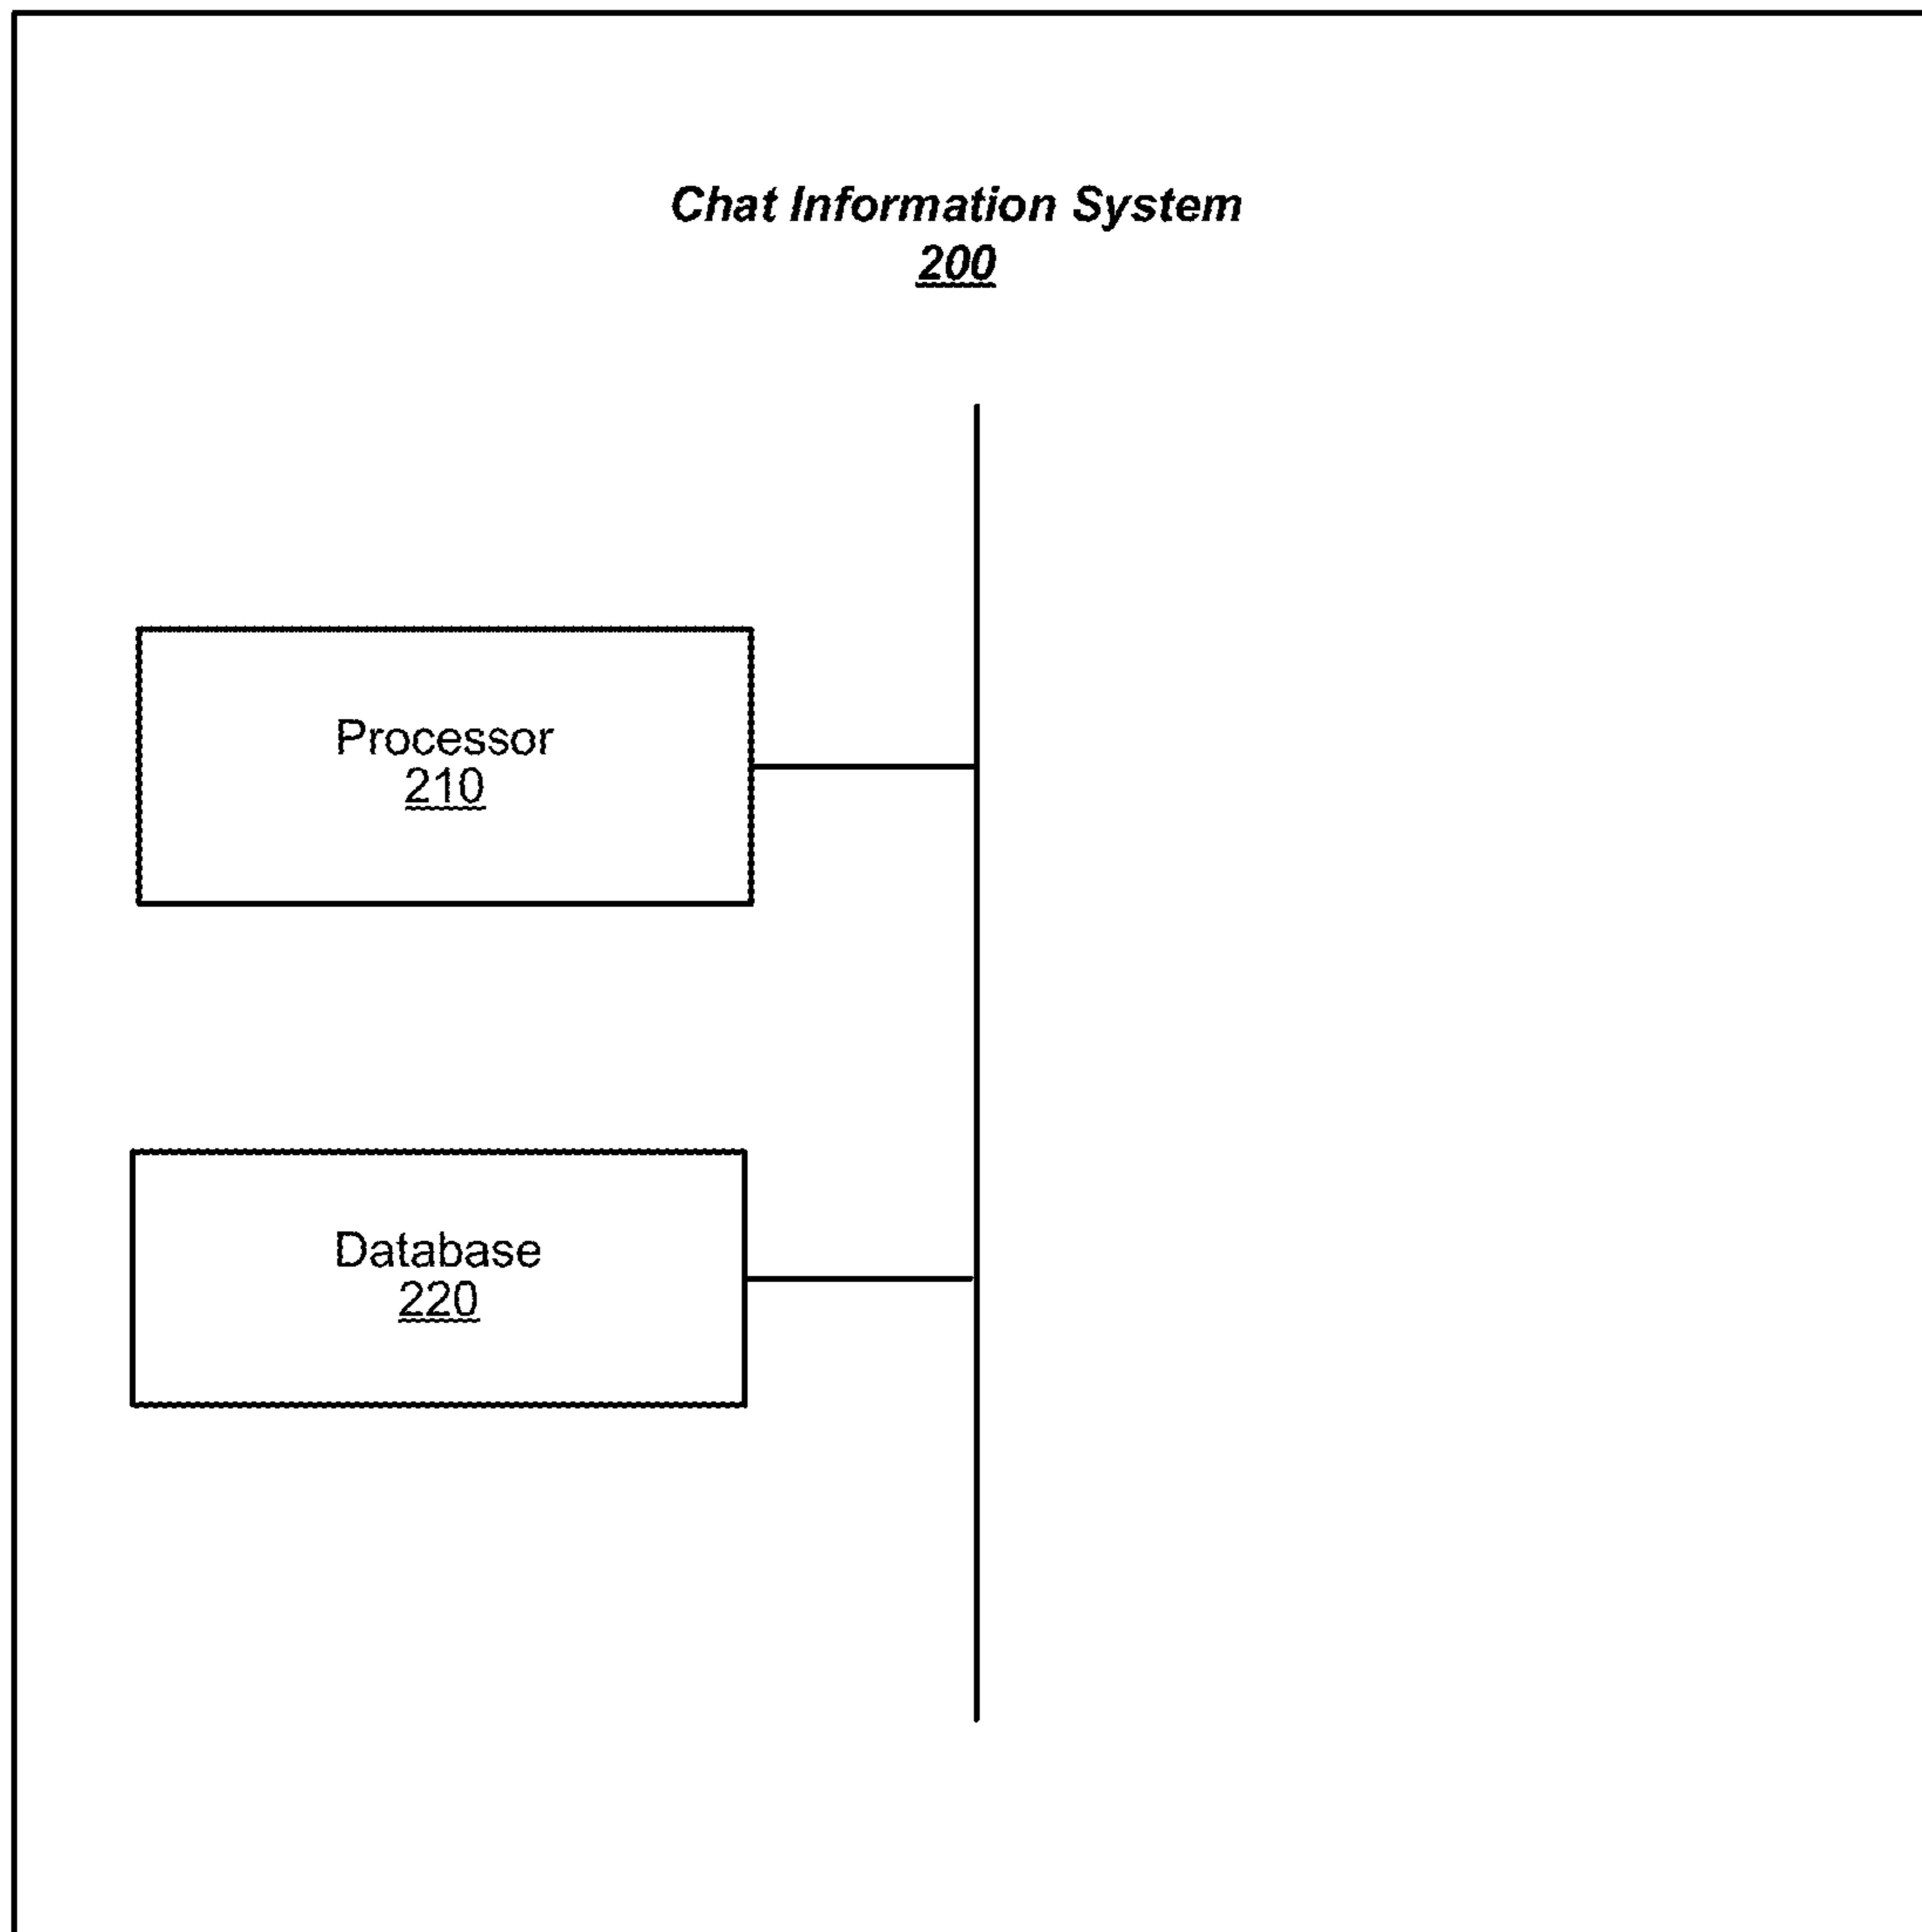 Chat Information System
200
Processor
210
Database
220